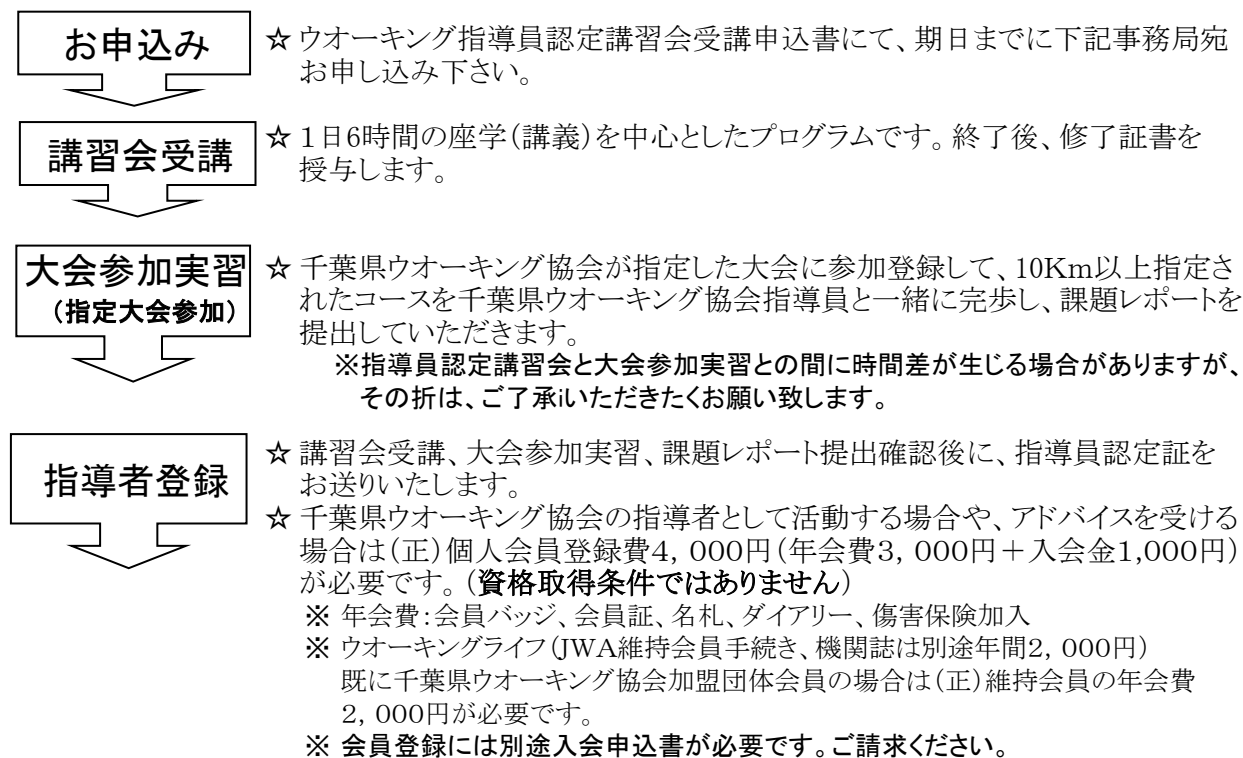 お申込み
☆ウオーキング指導員認定講習会受講申込書にて、期日までに下記事務局宛
お申し込み下さい。
講習会受講
☆1日6時間の座学(講義)を中心としたプログラムです。終了後、修了証書を
授与します。
大会参加実習
(指定大会参加)
☆千葉県ウオーキング協会が指定した大会に参加登録して、10Km以上指定さ
れたコースを千葉県ウオーキング協会指導員と一緒に完歩し、課題レポートを
提出していただきます。
※指導員認定講習会と大会参加実習との間に時間差が生じる場合がありますが、
その折は、ご了承iいただきたくお願い致します。
指導者登録
☆講習会受講、大会参加実習、課題レポート提出確認後に、指導員認定証を
お送りいたします。
☆千葉県ウオーキング協会の指導者として活動する場合や、アドバイスを受ける
場合は(正)個人会員登録費4,000円(年会費3,000円+入会金1,000円)
が必要です。(資格取得条件ではありません)
※ 年会費:会員バッジ、会員証、名札、ダイアリー、傷害保険加入
※ ウオーキングライフ(JWA維持会員手続き、機関誌は別途年間2,000円)
既に千葉県ウオーキング協会加盟団体会員の場合は(正)維持会員の年会費
2,000円が必要です。
※ 会員登録には別途入会申込書が必要です。ご請求ください。